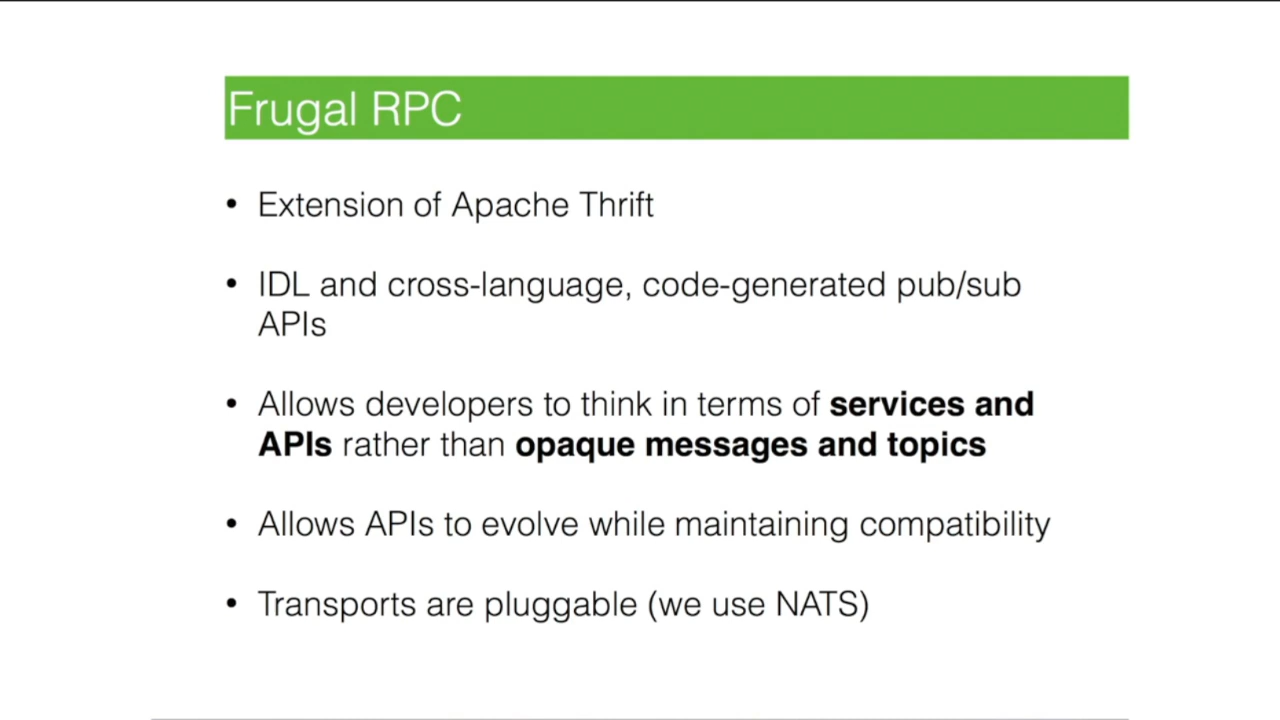 Frugal RPC
• Extension of Apache Thrift
• IDL and cross-language, code-generated pub/sub
APIs
• Allows developers to think in terms of services and
APIs rather than opaque messages and topics
• Allows APIs to evolve while maintaining compatibility
• Transports are pluggable (we use NATS)